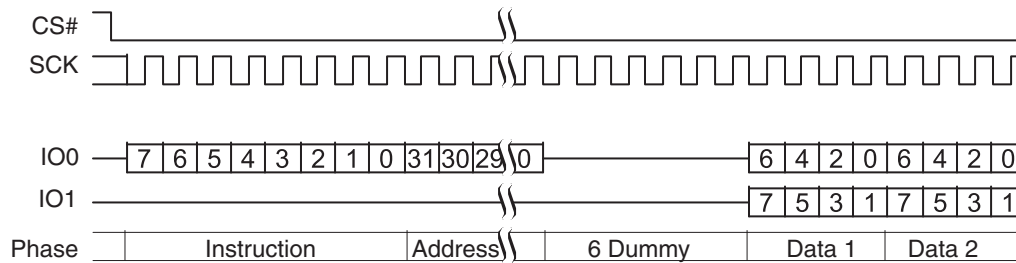 CS#
SCK
IO0 7 6 5 4 3 2 1 0 31 30 29 0 6 4 2 0 6 4 2 0
IO1 7 5 3 1 7 5 3 1
Phase Instruction Address 6 Dummy Data 1 Data 2